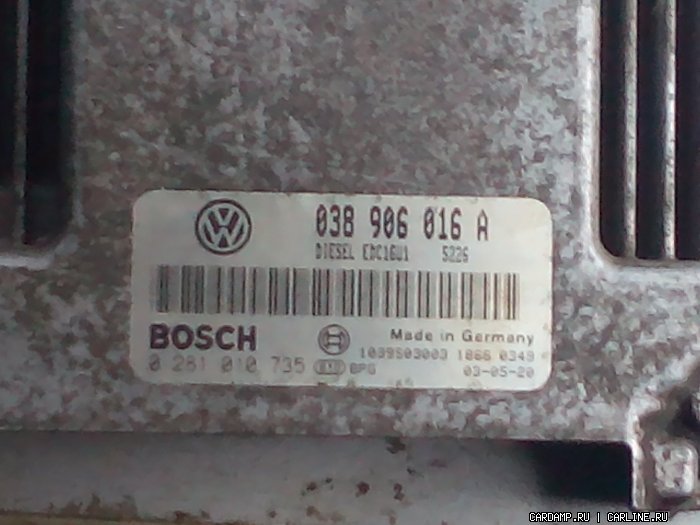 038 906 016 A
DIESEL EDC16U1 5226
BOSCH
Made in Germany
1039S03003 1866 0349
0 281 010 735 BPG
03-05-20
CARDAMP.RU | CARLINE.RU